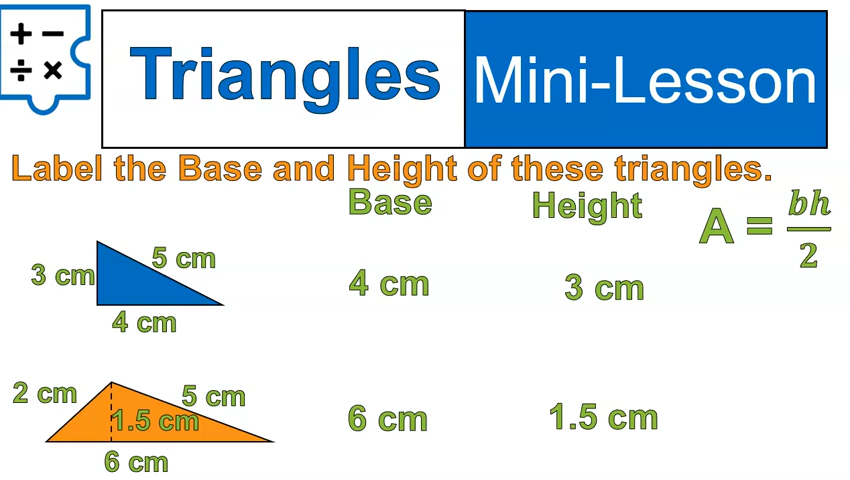 + −
÷ ×
Triangles Mini-Lesson
Label the Base and Height of these triangles.
Base Height
A = bh/2
3 cm 5 cm
4 cm
4 cm 3 cm
2 cm 5 cm
1.5 cm
6 cm
6 cm 1.5 cm